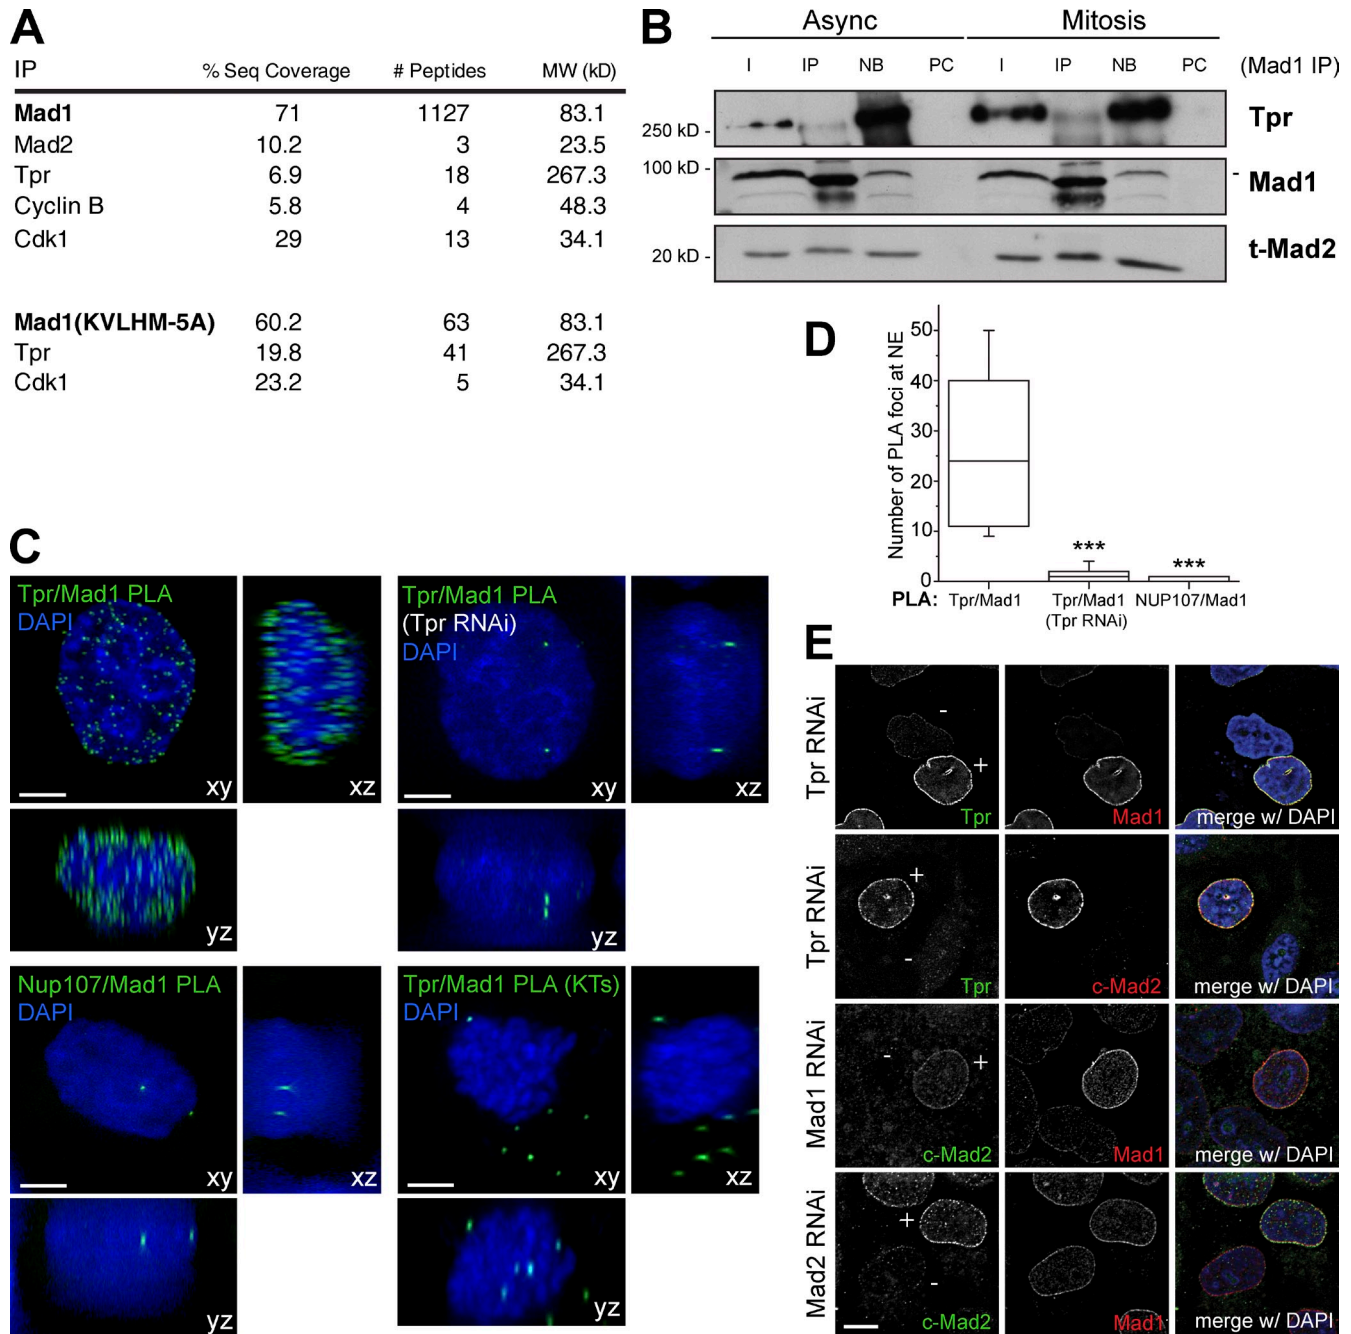 A
IP % Seq Coverage # Peptides MW (kD)
Mad1 71 1127 83.1
Mad2 10.2 3 23.5
Tpr 6.9 18 267.3
Cyclin B 5.8 4 48.3
Cdk1 29 13 34.1
Mad1(KVLHM-5A) 60.2 63 83.1
Tpr 19.8 41 267.3
Cdk1 23.2 5 34.1
B
Async Mitosis
I IP NB PC I IP NB PC (Mad1 IP)
250 kD - Tpr
100 kD - - Mad1
20 kD - t-Mad2
D
Number of PLA foci at NE
50
40
30
20
10
0
*** ***
PLA: Tpr/Mad1 Tpr/Mad1 NUP107/Mad1
(Tpr RNAi)
C
Tpr/Mad1 PLA
DAPI
xy
xz
yz
Tpr/Mad1 PLA
(Tpr RNAi)
DAPI
xy
xz
yz
Nup107/Mad1 PLA
DAPI
xy
xz
yz
Tpr/Mad1 PLA (KTs)
DAPI
xy
xz
yz
E
Tpr RNAi
-
+
Tpr Mad1 merge w/ DAPI
Tpr RNAi
+
-
Tpr c-Mad2 merge w/ DAPI
Mad1 RNAi
- +
c-Mad2 Mad1 merge w/ DAPI
Mad2 RNAi
+
-
c-Mad2 Mad1 merge w/ DAPI